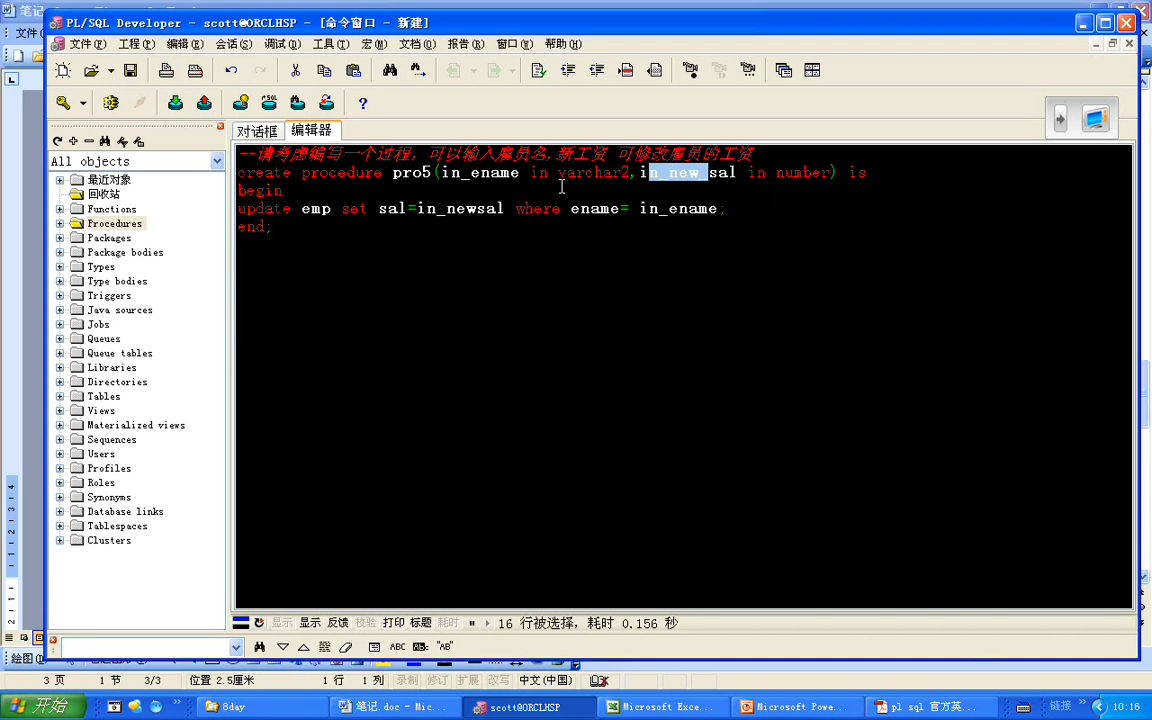 笔记
PL/SQL Developer - scott@ORCLHSP - [命令窗口 - 新建]
文件(F) 工程(P) 编辑(E) 会话(S) 调试(D) 工具(T) 宏(M) 文档(O) 报告(R) 窗口(W) 帮助(H)
对话框 编辑器
All objects
最近对象
回收站
Functions
Procedures
Packages
Package bodies
Types
Type bodies
Triggers
Java sources
Jobs
Queues
Queue tables
Libraries
Directories
Tables
Views
Materialized views
Sequences
Users
Profiles
Roles
Synonyms
Database links
Tablespaces
Clusters
--请考虑编写一个过程，可以输入雇员名,新工资 可修改雇员的工资
create procedure pro5(in_ename in varchar2,in_new_sal in number) is
begin
update emp set sal=in_newsal where ename= in_ename;
end;
显示 显示 反馈 校验 打印 标题 耗时 16 行被选择, 耗时 0.156 秒
ABC "AB"
3 页 1 节 3/3 位置 2.5厘米 1 行 1 列 录制 修订 扩展 改写 中文(中国)
开始 8day 笔记.doc - Mic... scott@ORCLHSP Microsoft Exce... Microsoft Powe... pl sql 官方英... 链接 10:16